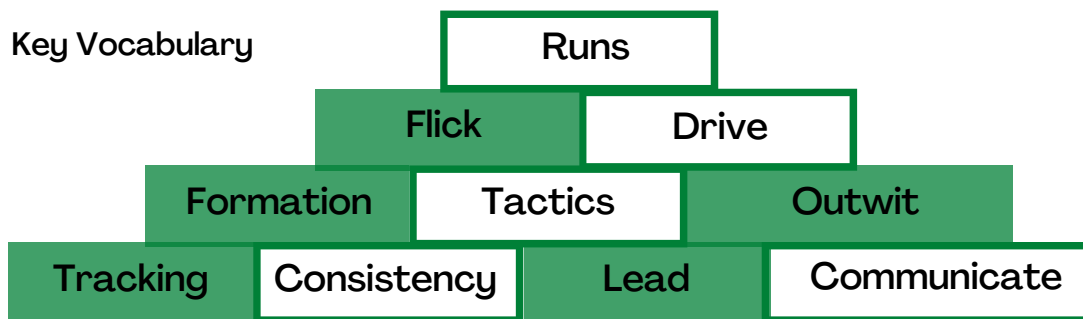 Key Vocabulary
Runs
Flick Drive
Formation Tactics Outwit
Tracking Consistency Lead Communicate